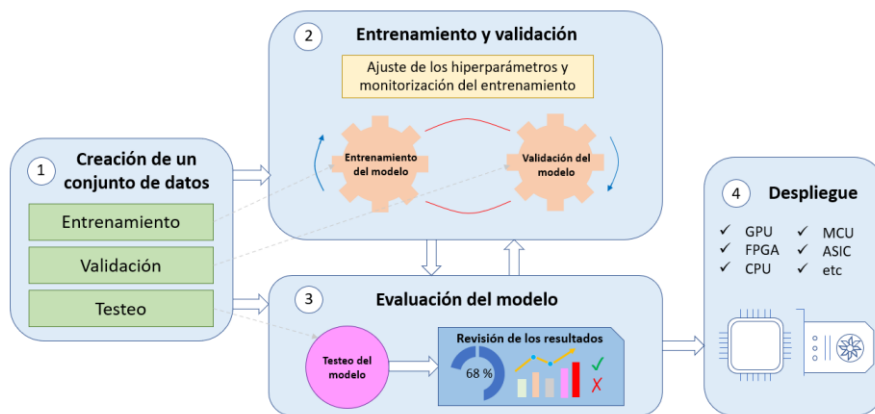 1
Creación de un
conjunto de datos
Entrenamiento
Validación
Testeo
2
Entrenamiento y validación
Ajuste de los hiperparámetros y
monitorización del entrenamiento
Entrenamiento
del modelo
Validación del
modelo
3
Evaluación del modelo
Testeo del
modelo
Revisión de los resultados
68 %
4
Despliegue
✓ GPU
✓ FPGA
✓ CPU
✓ MCU
✓ ASIC
✓ etc